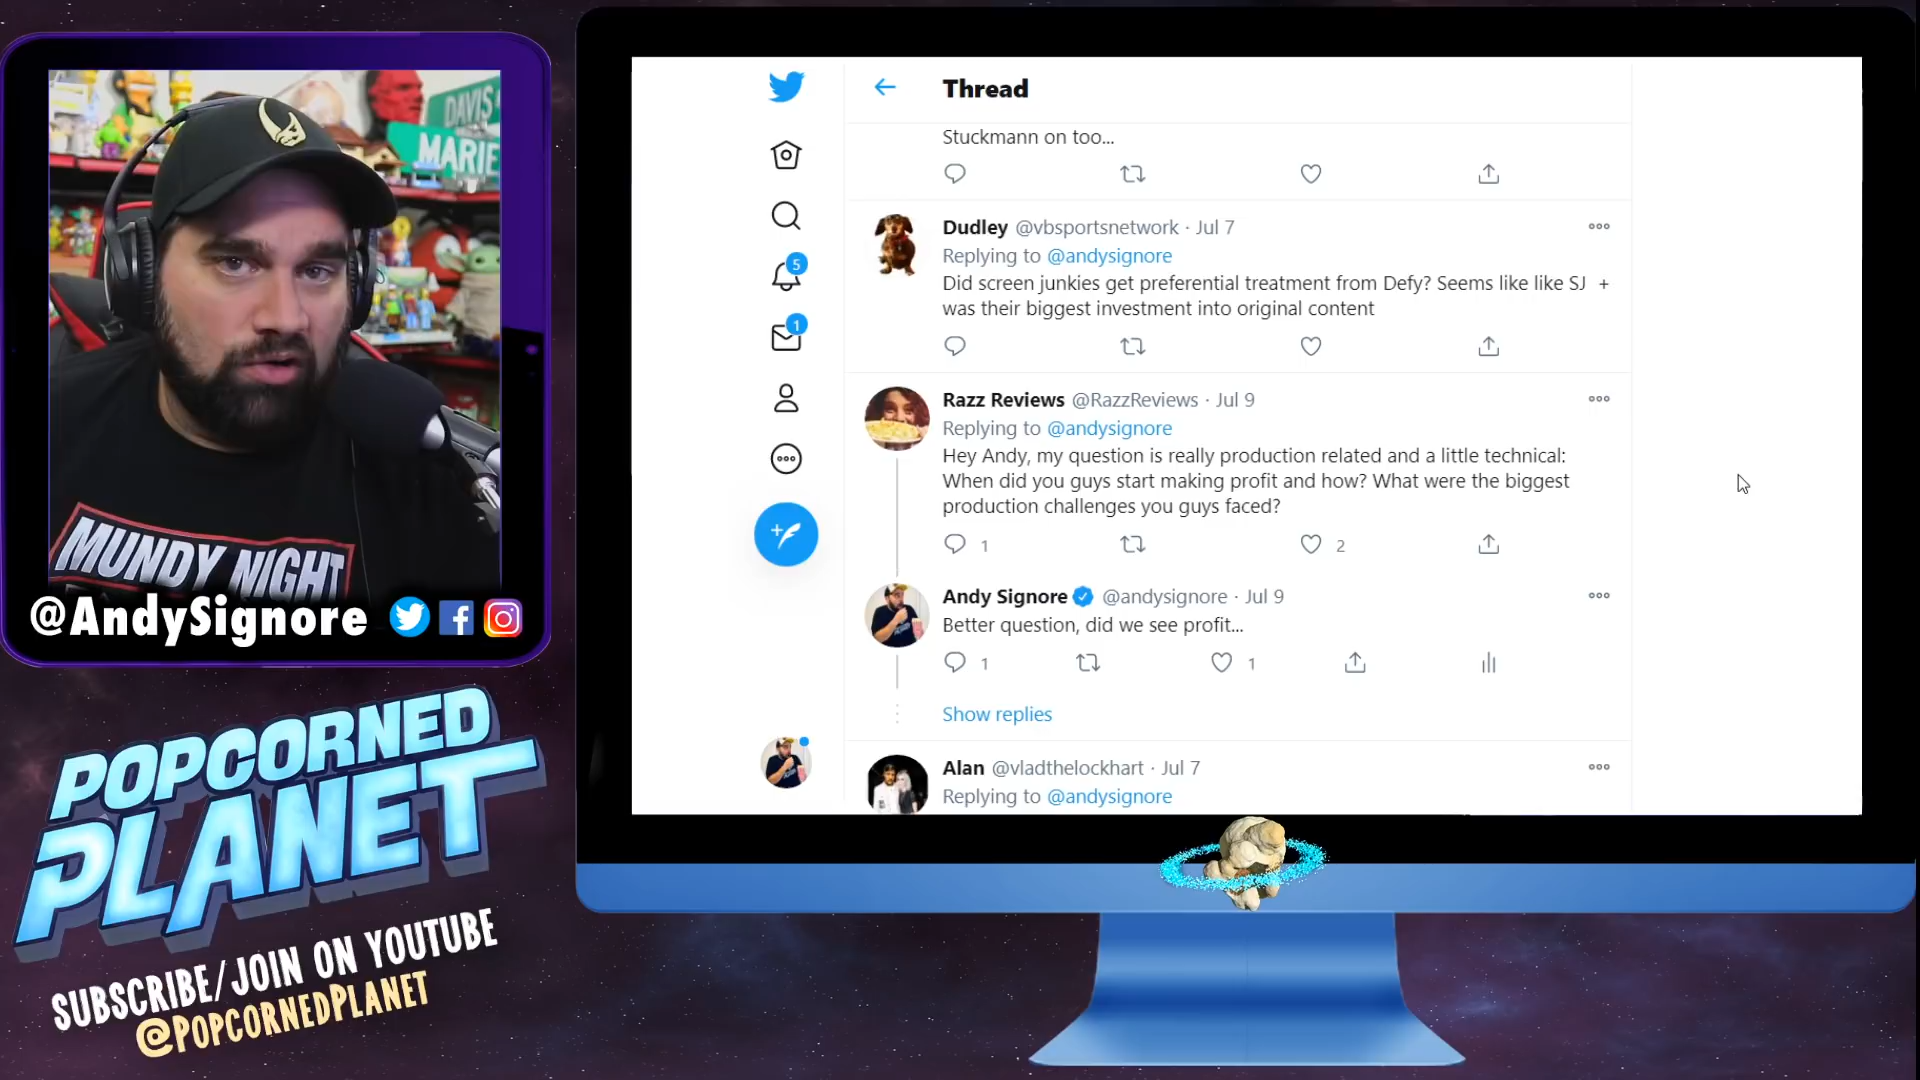 DAVIS
MARIE
MUNDY NIGHT
@AndySignore
POPCORNED
PLANET
SUBSCRIBE/JOIN ON YOUTUBE
@POPCORNEDPLANET
Thread
Stuckmann on too...
Dudley @vbsportsnetwork · Jul 7
Replying to @andysignore
Did screen junkies get preferential treatment from Defy? Seems like like SJ +
was their biggest investment into original content
Razz Reviews @RazzReviews · Jul 9
Replying to @andysignore
Hey Andy, my question is really production related and a little technical:
When did you guys start making profit and how? What were the biggest
production challenges you guys faced?
1
2
Andy Signore @andysignore · Jul 9
Better question, did we see profit...
1
1
Show replies
Alan @vladthelockhart · Jul 7
Replying to @andysignore
5
1